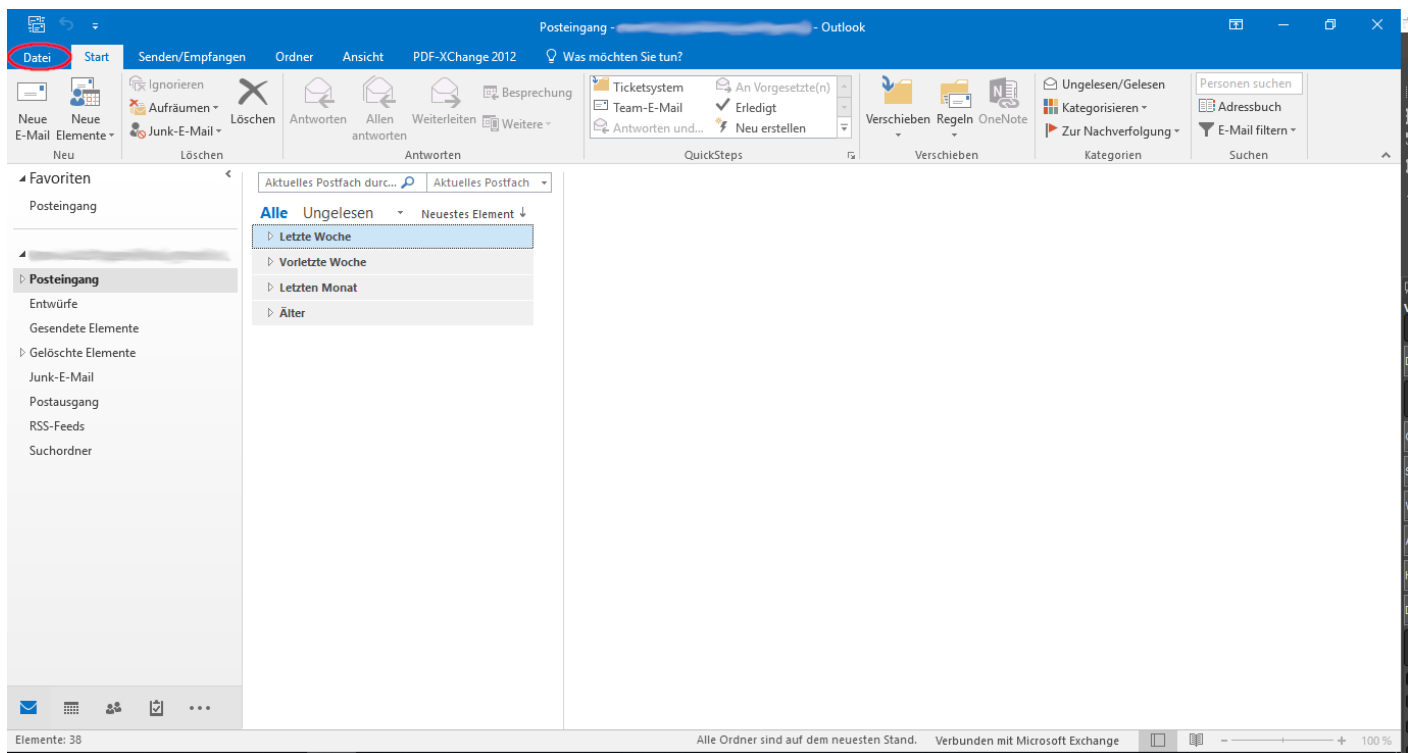 Posteingang - - Outlook
Datei Start Senden/Empfangen Ordner Ansicht PDF-XChange 2012 Was möchten Sie tun?
Neue E-Mail
Neue Elemente
Ignorieren
Aufräumen
Junk-E-Mail
Löschen
Antworten
Allen antworten
Weiterleiten
Besprechung
Weitere
Ticketsystem
Team-E-Mail
Antworten und...
An Vorgesetzte(n)
Erledigt
Neu erstellen
Verschieben
Regeln
OneNote
Ungelesen/Gelesen
Kategorisieren
Zur Nachverfolgung
Personen suchen
Adressbuch
E-Mail filtern
Neu Löschen Antworten QuickSteps Verschieben Kategorien Suchen
Favoriten
Posteingang
Posteingang
Entwürfe
Gesendete Elemente
Gelöschte Elemente
Junk-E-Mail
Postausgang
RSS-Feeds
Suchordner
Aktuelles Postfach durc... Aktuelles Postfach
Alle Ungelesen Neuestes Element
Letzte Woche
Vorletzte Woche
Letzten Monat
Älter
Elemente: 38 Alle Ordner sind auf dem neuesten Stand. Verbunden mit Microsoft Exchange 100 %